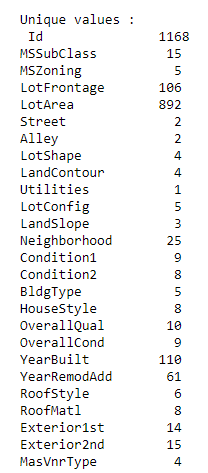 Unique values :
Id 1168
MSSubClass 15
MSZoning 5
LotFrontage 106
LotArea 892
Street 2
Alley 2
LotShape 4
LandContour 4
Utilities 1
LotConfig 5
LandSlope 3
Neighborhood 25
Condition1 9
Condition2 8
BldgType 5
HouseStyle 8
OverallQual 10
OverallCond 9
YearBuilt 110
YearRemodAdd 61
RoofStyle 6
RoofMatl 8
Exterior1st 14
Exterior2nd 15
MasVnrType 4